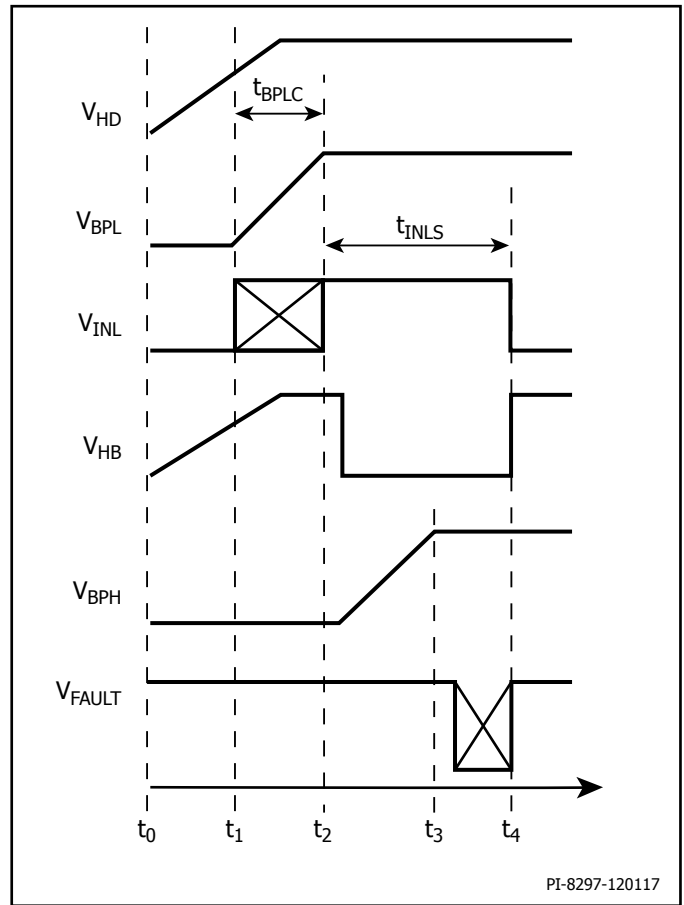 V_HD
t_BPLC
V_BPL
t_INLS
V_INL
V_HB
V_BPH
V_FAULT
t_0 t_1 t_2 t_3 t_4
PI-8297-120117